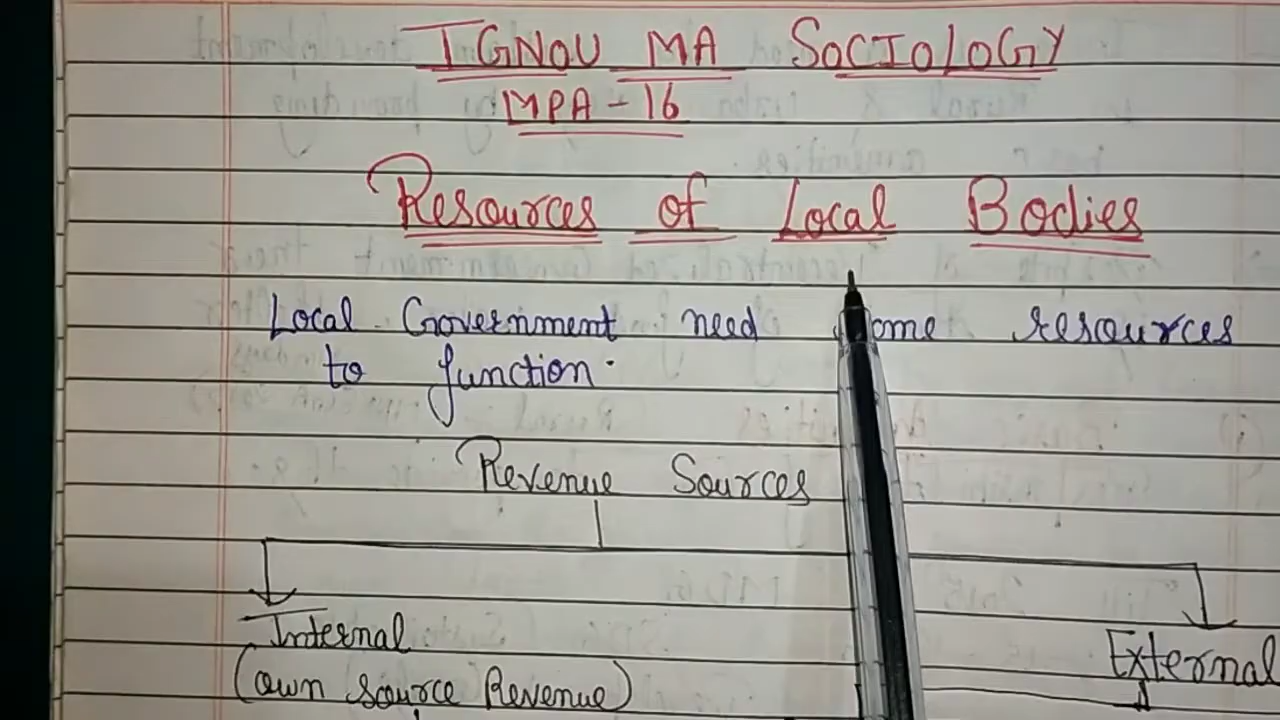 IGNOU MA SOCIOLOGY
MPA-16
Resources of Local Bodies
Local Government need some resources
to function.
Revenue Sources
Internal
External
(own source Revenue)